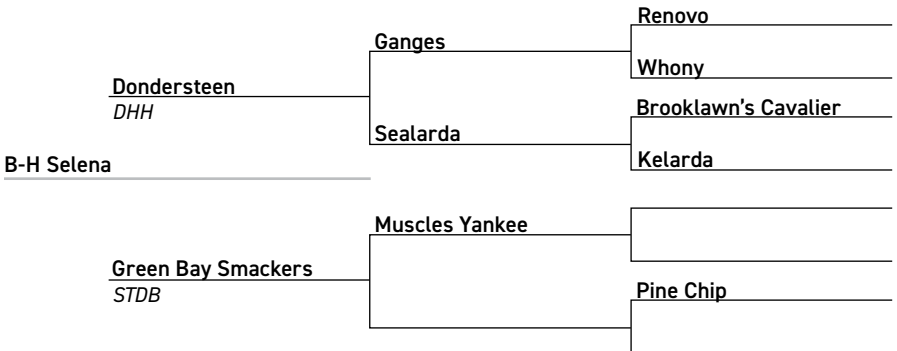 Renovo
Ganges
Whony
Dondersteen
DHH
Brooklawn's Cavalier
Sealarda
Kelarda
B-H Selena
Muscles Yankee
Green Bay Smackers
STDB
Pine Chip